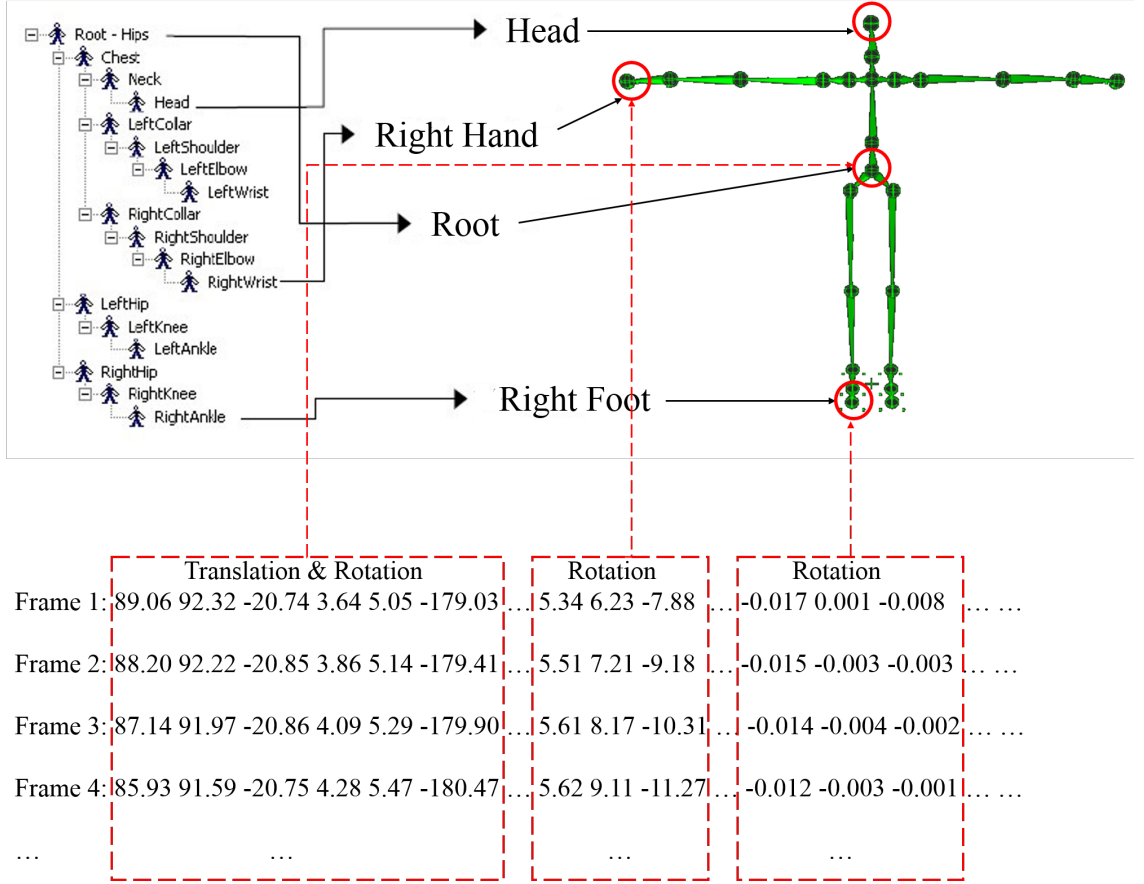 Root - Hips
Chest
Neck
Head
LeftCollar
LeftShoulder
LeftElbow
LeftWrist
RightCollar
RightShoulder
RightElbow
RightWrist
LeftHip
LeftKnee
LeftAnkle
RightHip
RightKnee
RightAnkle
Head
Right Hand
Root
Right Foot
Translation & Rotation Rotation Rotation
Frame 1: 89.06 92.32 -20.74 3.64 5.05 -179.03 … 5.34 6.23 -7.88 … -0.017 0.001 -0.008 … …
Frame 2: 88.20 92.22 -20.85 3.86 5.14 -179.41 … 5.51 7.21 -9.18 … -0.015 -0.003 -0.003 … …
Frame 3: 87.14 91.97 -20.86 4.09 5.29 -179.90 … 5.61 8.17 -10.31 … -0.014 -0.004 -0.002 … …
Frame 4: 85.93 91.59 -20.75 4.28 5.47 -180.47 … 5.62 9.11 -11.27 … -0.012 -0.003 -0.001 … …
… … … …